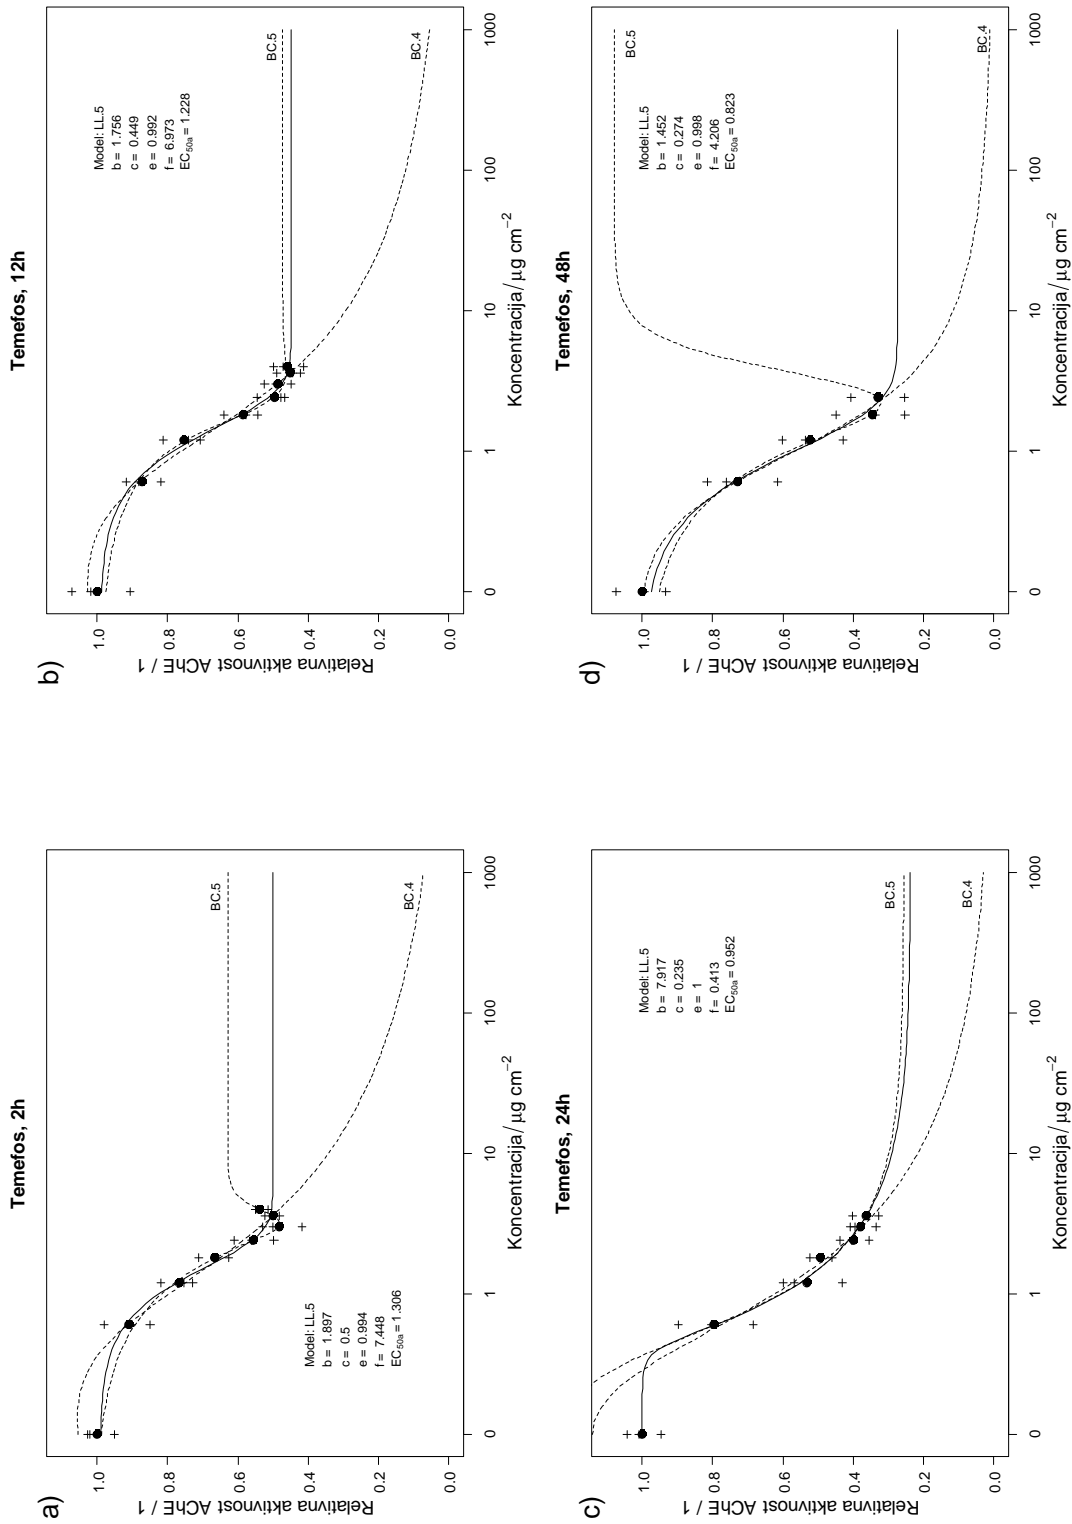 a)
Temefos, 2h
Relativna aktivnost AChE / 1
0.0
0.2
0.4
0.6
0.8
1.0
0
1
10
100
1000
Koncentracija / μg cm−2
BC.5
BC.4
Model: LL.5
b = 1.897
c = 0.5
e = 0.994
f = 7.448
EC50a = 1.306
b)
Temefos, 12h
Relativna aktivnost AChE / 1
0.0
0.2
0.4
0.6
0.8
1.0
0
1
10
100
1000
Koncentracija / μg cm−2
BC.5
BC.4
Model: LL.5
b = 1.756
c = 0.449
e = 0.992
f = 6.973
EC50a = 1.228
c)
Temefos, 24h
Relativna aktivnost AChE / 1
0.0
0.2
0.4
0.6
0.8
1.0
0
1
10
100
1000
Koncentracija / μg cm−2
BC.5
BC.4
Model: LL.5
b = 7.917
c = 0.235
e = 1
f = 0.413
EC50a = 0.952
d)
Temefos, 48h
Relativna aktivnost AChE / 1
0.0
0.2
0.4
0.6
0.8
1.0
0
1
10
100
1000
Koncentracija / μg cm−2
BC.5
BC.4
Model: LL.5
b = 1.452
c = 0.274
e = 0.998
f = 4.206
EC50a = 0.823